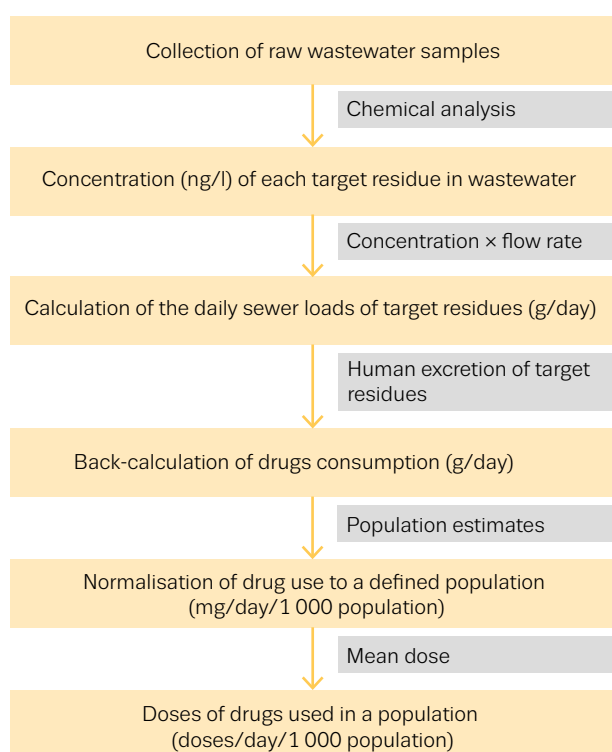 Collection of raw wastewater samples
Chemical analysis
Concentration (ng/l) of each target residue in wastewater
Concentration × flow rate
Calculation of the daily sewer loads of target residues (g/day)
Human excretion of target
residues
Back-calculation of drugs consumption (g/day)
Population estimates
Normalisation of drug use to a defined population
(mg/day/1 000 population)
Mean dose
Doses of drugs used in a population
(doses/day/1 000 population)